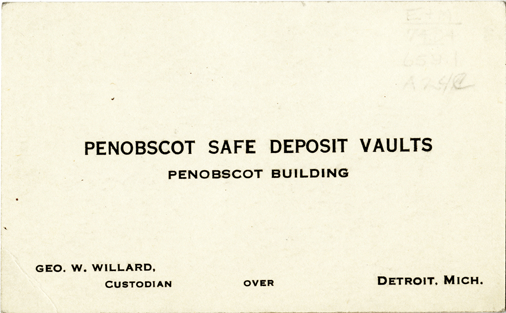 PENOBSCOT SAFE DEPOSIT VAULTS
PENOBSCOT BUILDING
GEO. W. WILLARD,
CUSTODIAN OVER DETROIT, MICH.